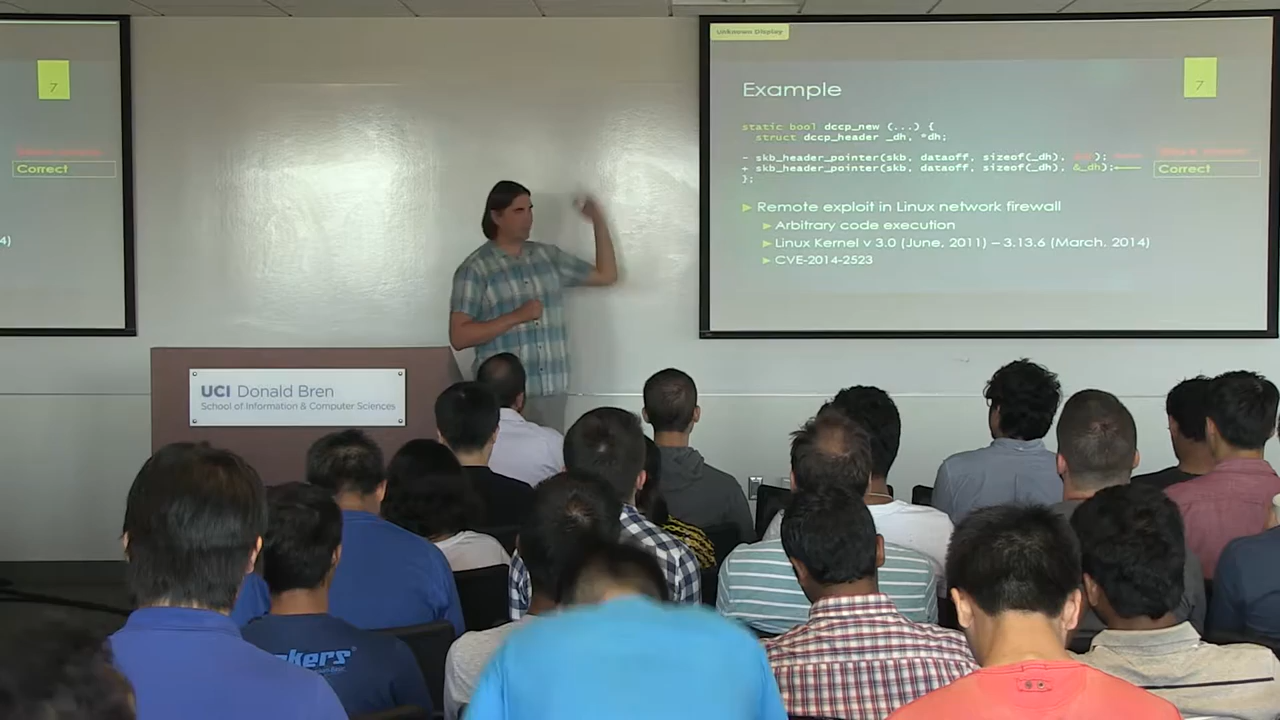 7
Correct
4)
UCI Donald Bren
School of Information & Computer Sciences
kers
Unknown Display
7
Example
static bool dccp_new (...) {
struct dccp_header _dh, *dh;
- skb_header_pointer(skb, dataoff, sizeof(_dh), ); 
+ skb_header_pointer(skb, dataoff, sizeof(_dh), &_dh);
Correct
};
► Remote exploit in Linux network firewall
► Arbitrary code execution
► Linux Kernel v 3.0 (June, 2011) – 3.13.6 (March, 2014)
► CVE-2014-2523